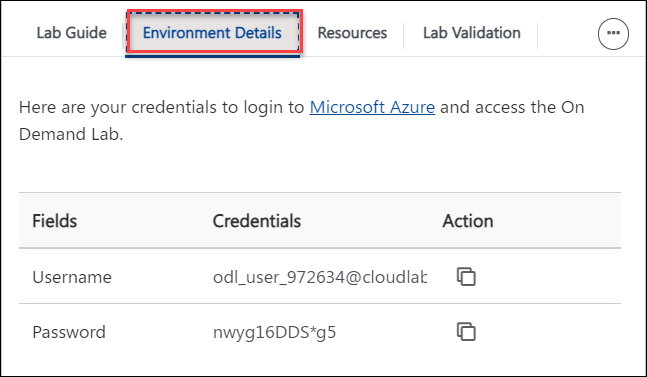 Lab Guide Environment Details Resources Lab Validation
Here are your credentials to login to Microsoft Azure and access the On
Demand Lab.
Fields Credentials Action
Username odl_user_972634@cloudlab
Password nwyg16DDS*g5